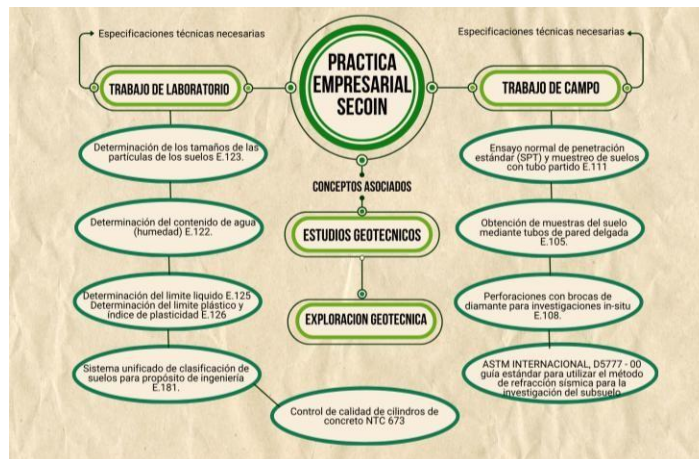 Especificaciones técnicas necesarias
Especificaciones técnicas necesarias
PRACTICA
EMPRESARIAL
SECOIN
TRABAJO DE LABORATORIO
TRABAJO DE CAMPO
Determinación de los tamaños de las
partículas de los suelos E.123.
Determinación del contenido de agua
(humedad) E.122.
Determinación del limite liquido E.125
Determinación del limite plástico y
índice de plasticidad E.126
Sistema unificado de clasificación de
suelos para propósito de ingeniería
E.181.
Control de calidad de cilindros de
concreto NTC 673
CONCEPTOS ASOCIADOS
ESTUDIOS GEOTECNICOS
EXPLORACION GEOTECNICA
Ensayo normal de penetración
estándar (SPT) y muestreo de suelos
con tubo partido E.111
Obtención de muestras del suelo
mediante tubos de pared delgada
E.105.
Perforaciones con brocas de
diamante para investigaciones in-situ
E.108.
ASTM INTERNACIONAL, D5777 - 00
guía estándar para utilizar el método
de refracción sísmica para la
investigación del subsuelo